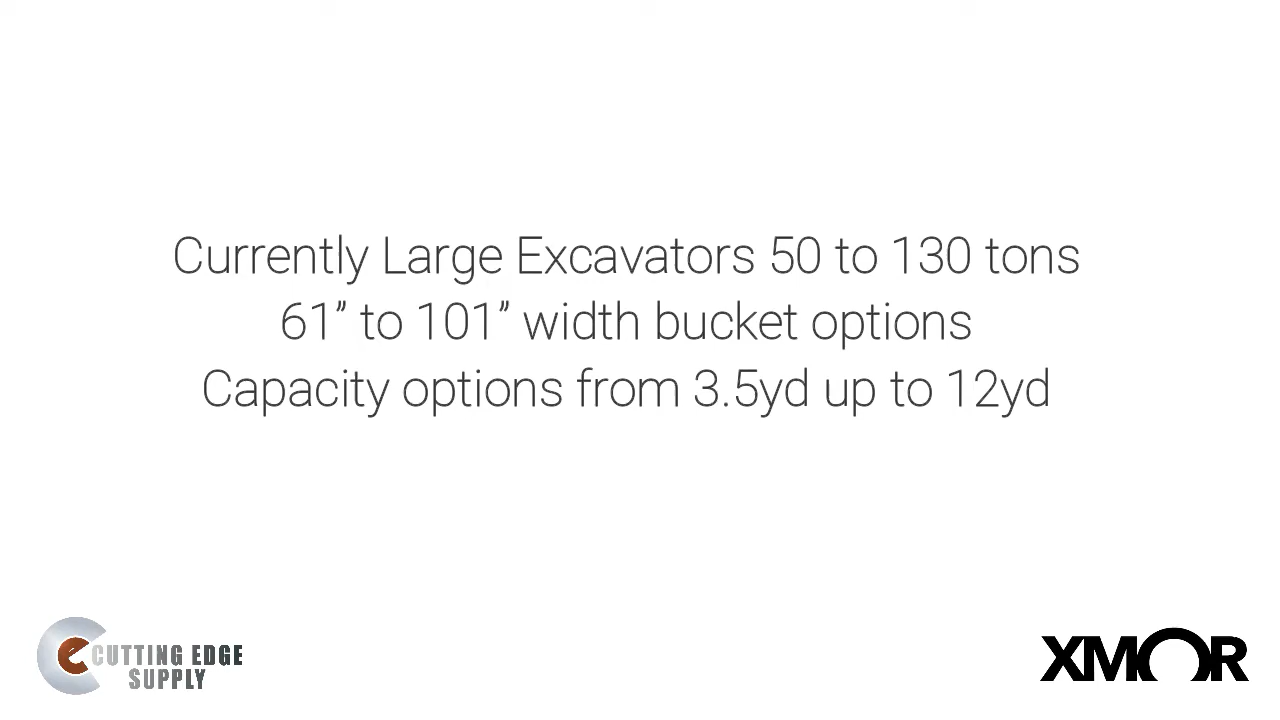 Currently Large Excavators 50 to 130 tons
61” to 101” width bucket options
Capacity options from 3.5yd up to 12yd
CUTTING EDGE
SUPPLY
XMOR